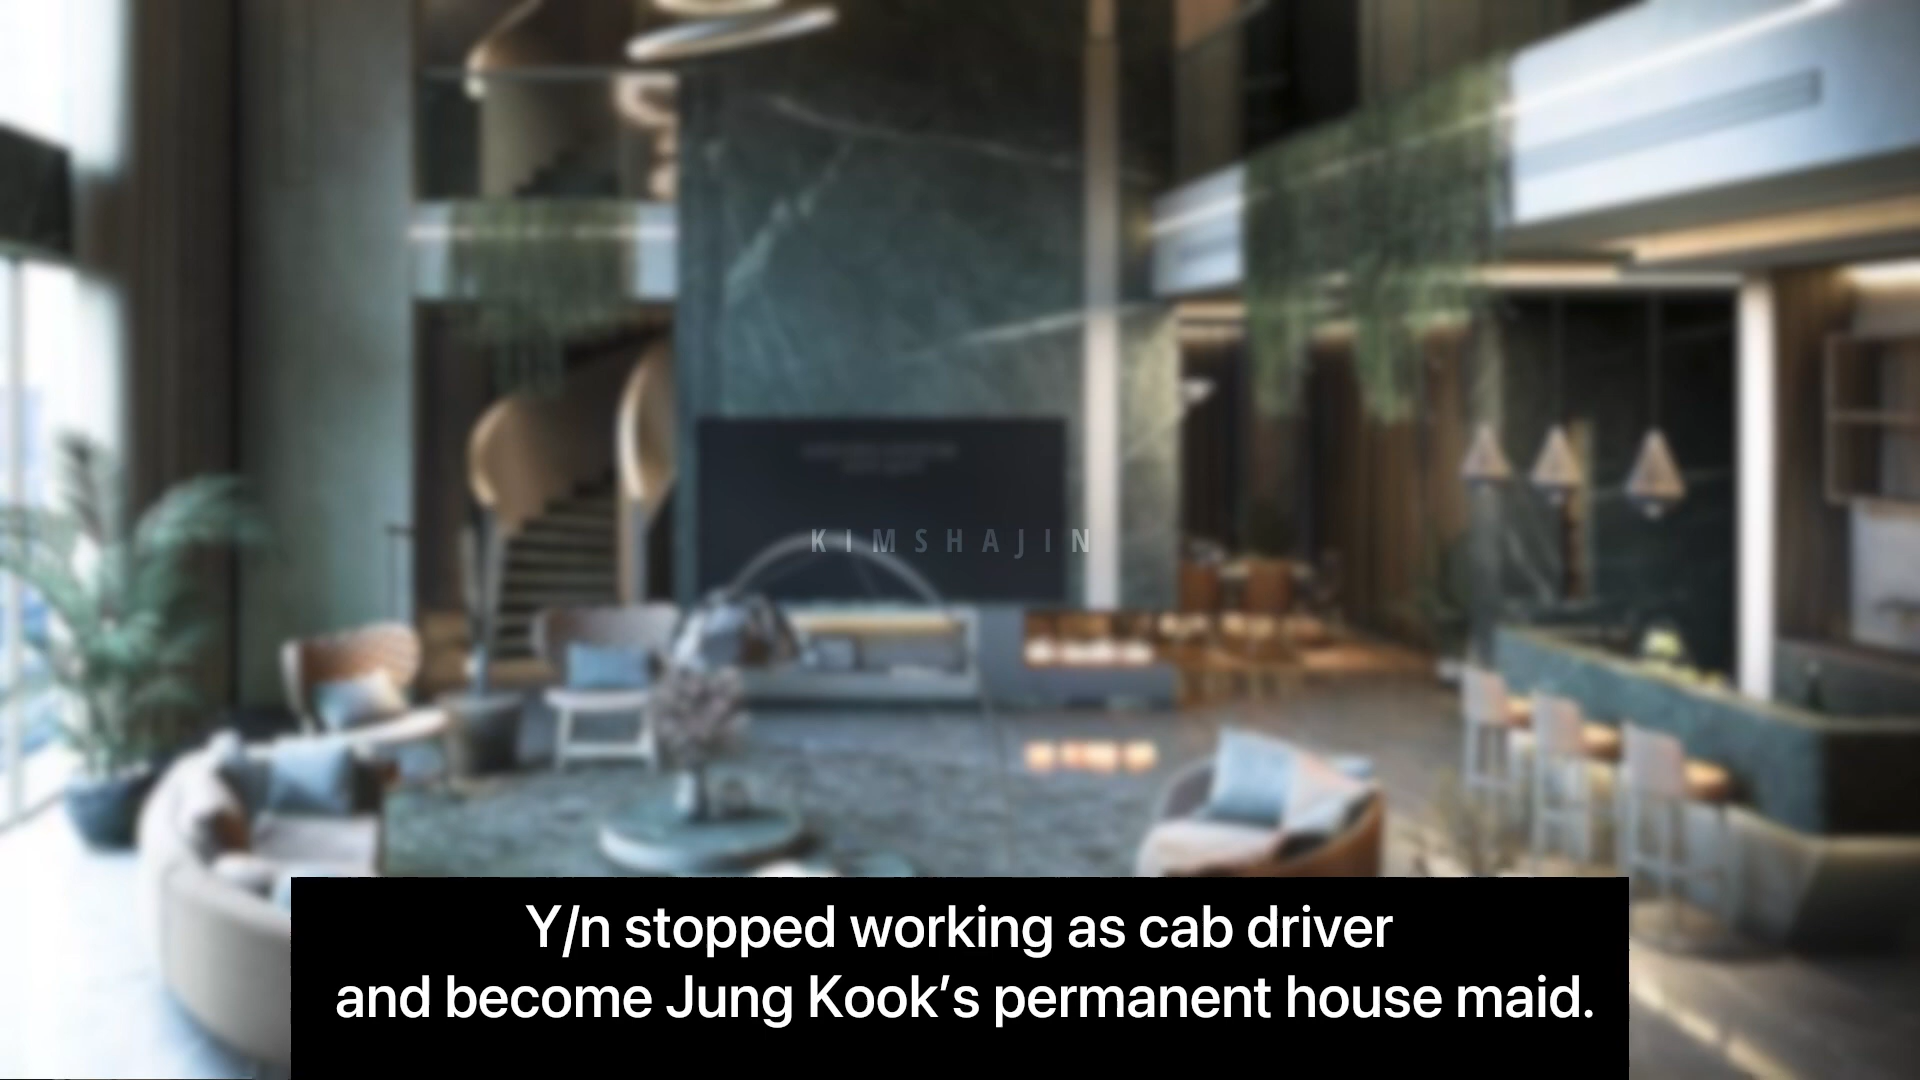 KIMSHAJIN
Y/n stopped working as cab driver
and become Jung Kook’s permanent house maid.